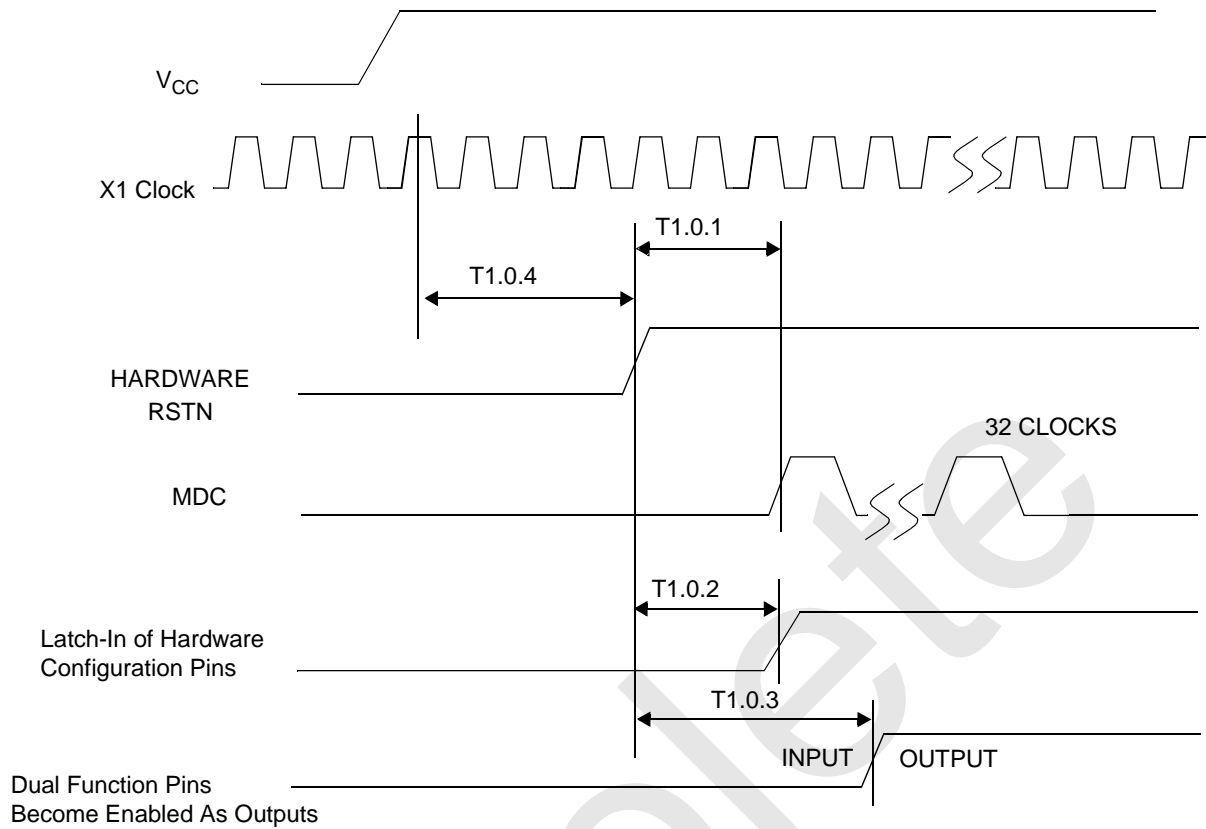 V_CC
X1 Clock
T1.0.1
T1.0.4
HARDWARE
RSTN
32 CLOCKS
MDC
T1.0.2
Latch-In of Hardware
Configuration Pins
T1.0.3
INPUT OUTPUT
Dual Function Pins
Become Enabled As Outputs
olete